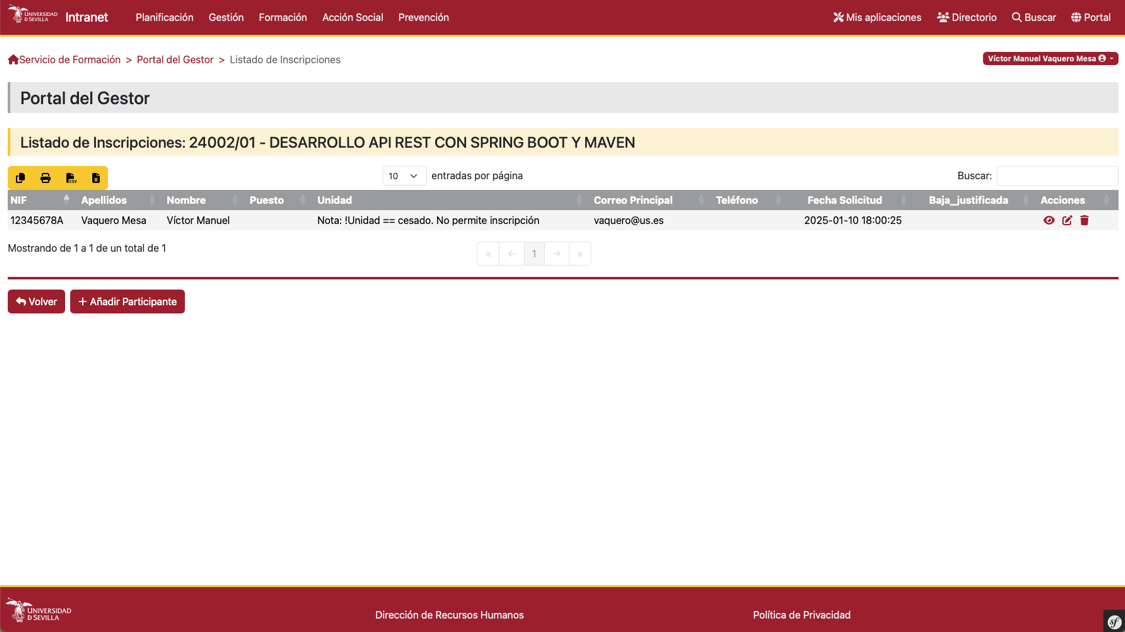 UNIVERSIDAD
D SEVILLA
Intranet
Planificación
Gestión
Formación
Acción Social
Prevención
Mis aplicaciones
Directorio
Buscar
Portal
Servicio de Formación > Portal del Gestor > Listado de Inscripciones
Víctor Manuel Vaquero Mesa
Portal del Gestor
Listado de Inscripciones: 24002/01 - DESARROLLO API REST CON SPRING BOOT Y MAVEN
10 entradas por página
Buscar:
NIF Apellidos Nombre Puesto Unidad Correo Principal Teléfono Fecha Solicitud Baja_justificada Acciones
12345678A Vaquero Mesa Víctor Manuel Nota: !Unidad == cesado. No permite inscripción vaquero@us.es 2025-01-10 18:00:25
Mostrando de 1 a 1 de un total de 1
« ← 1 → »
Volver
+ Añadir Participante
UNIVERSIDAD
D SEVILLA
Dirección de Recursos Humanos
Política de Privacidad
sf